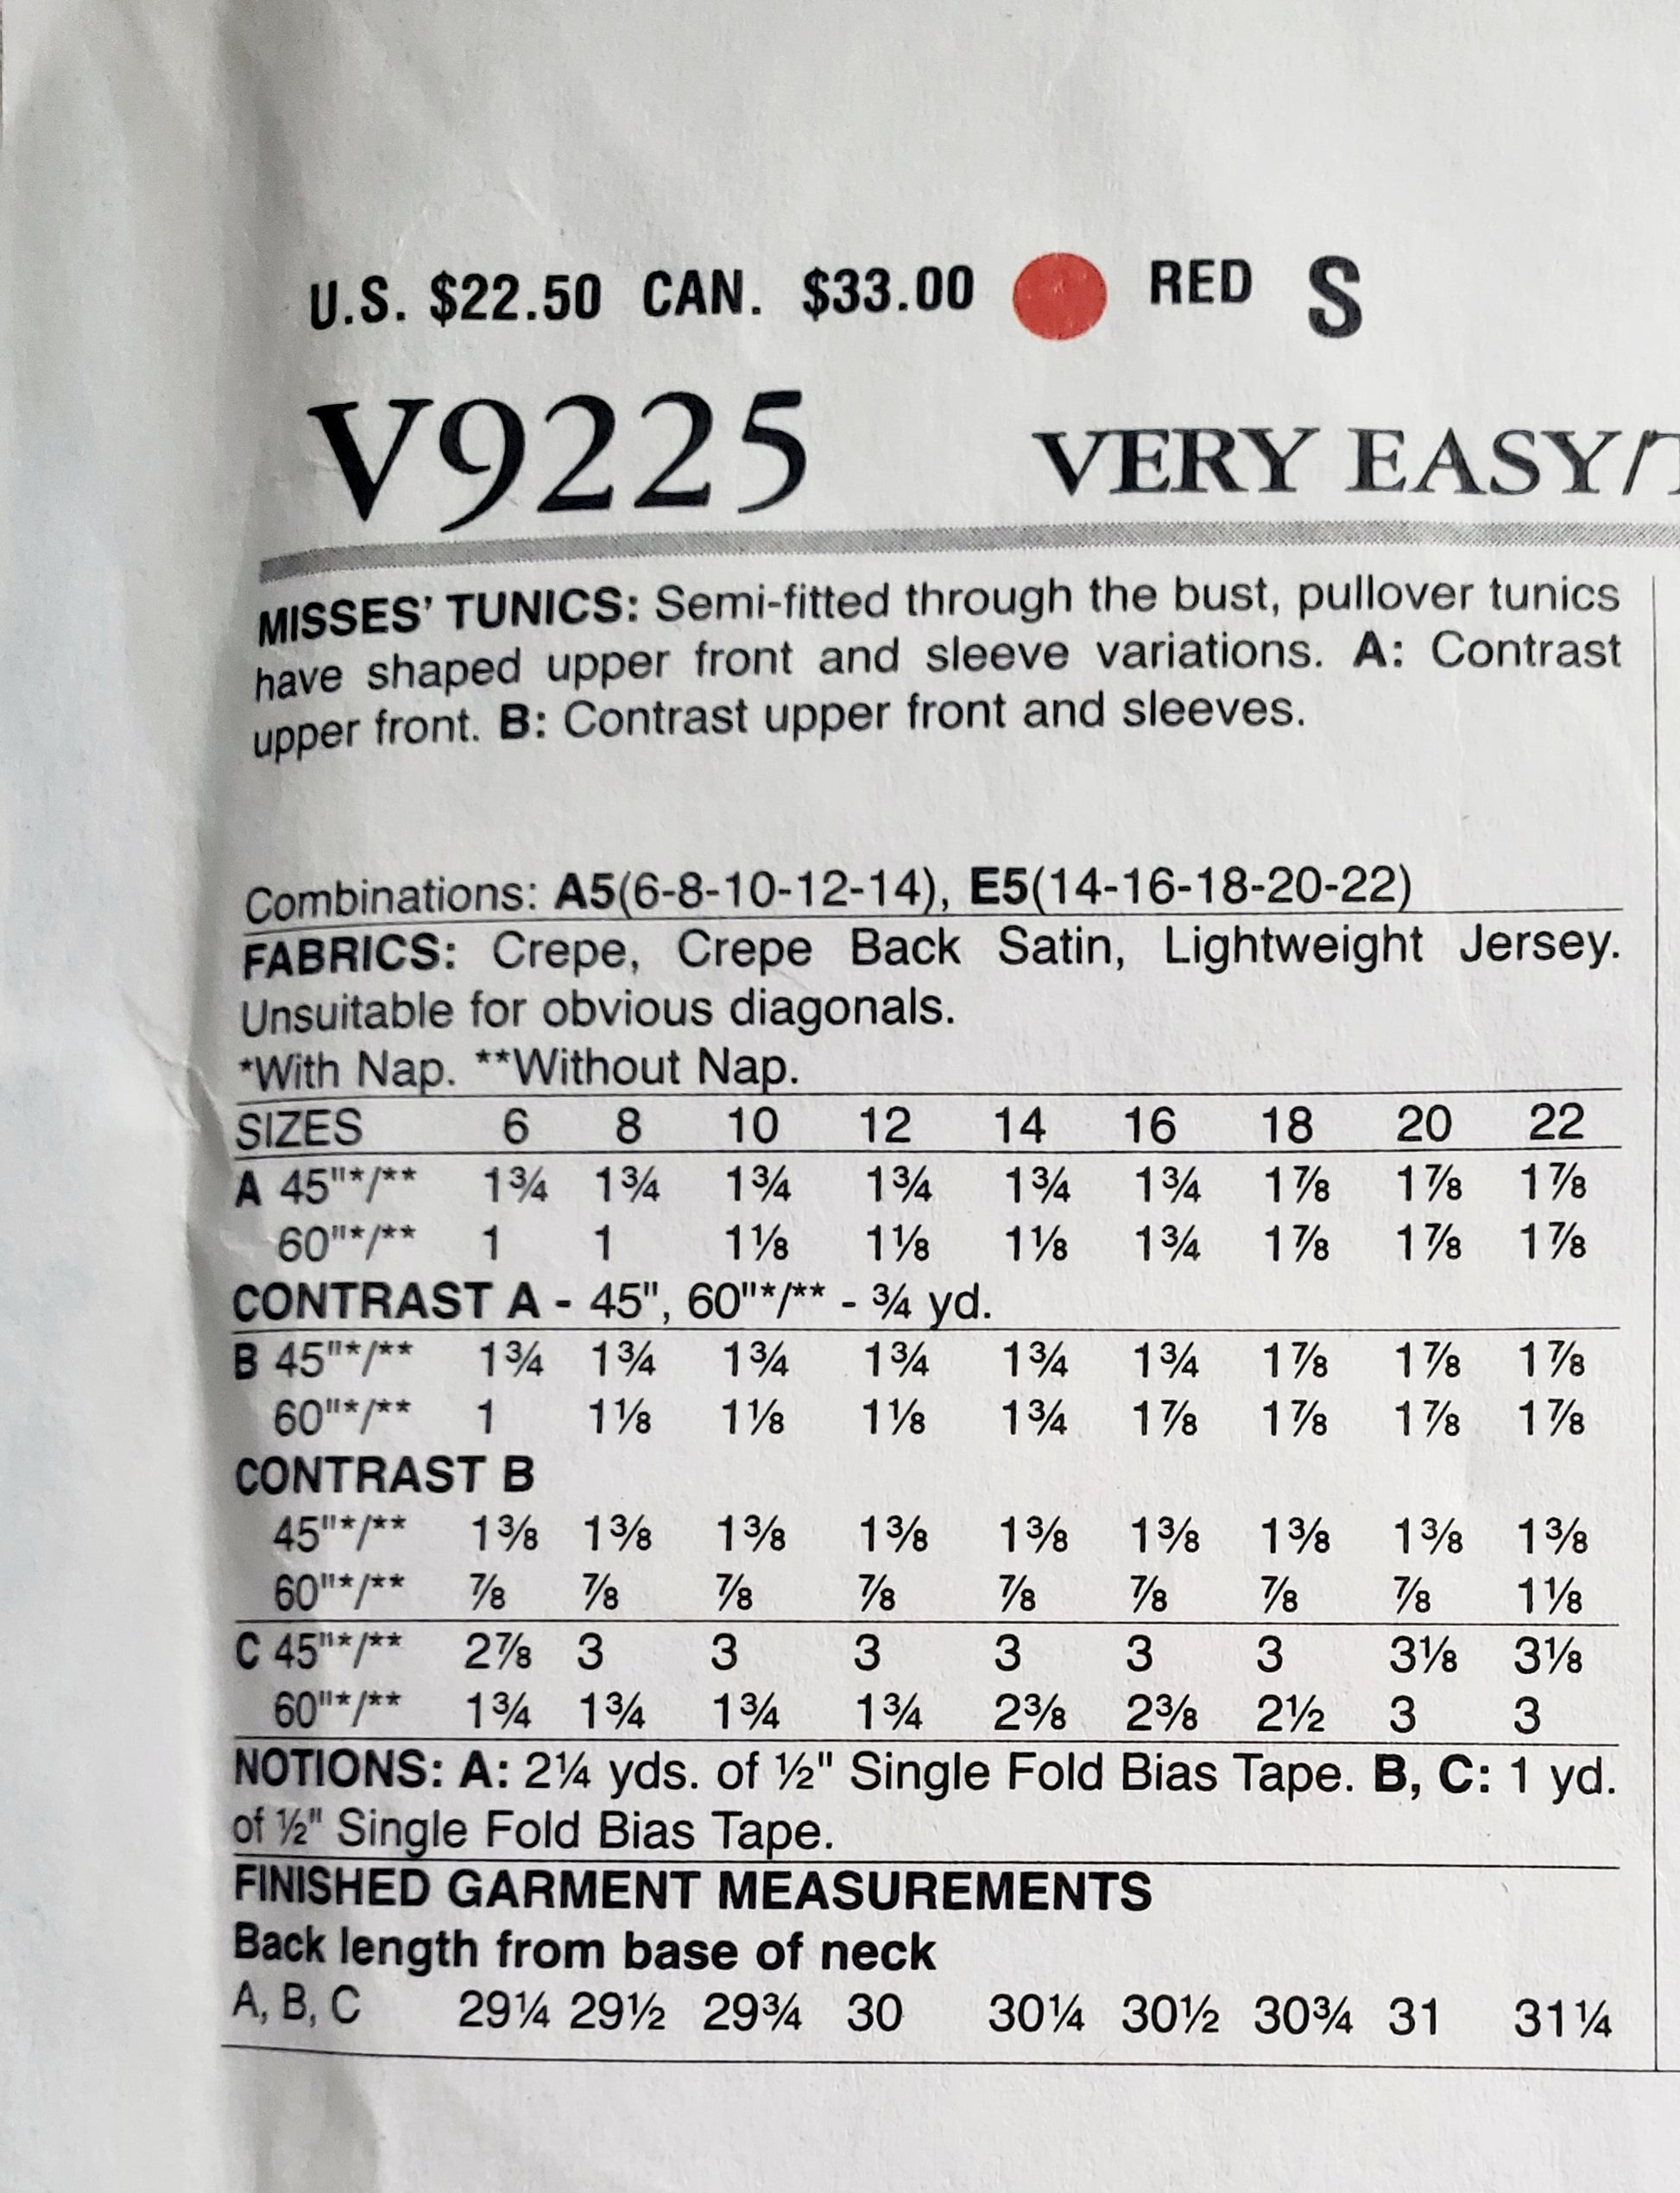 U.S. $22.50 CAN. $33.00 RED S
V9225 VERY EASY/
MISSES' TUNICS: Semi-fitted through the bust, pullover tunics
have shaped upper front and sleeve variations. A: Contrast
upper front. B: Contrast upper front and sleeves.
Combinations: A5(6-8-10-12-14), E5(14-16-18-20-22)
FABRICS: Crepe, Crepe Back Satin, Lightweight Jersey.
Unsuitable for obvious diagonals.
*With Nap. **Without Nap.
SIZES 6 8 10 12 14 16 18 20 22
A 45"*/** 1¾ 1¾ 1¾ 1¾ 1¾ 1¾ 1⅞ 1⅞ 1⅞
60"*/** 1 1 1⅛ 1⅛ 1⅛ 1¾ 1⅞ 1⅞ 1⅞
CONTRAST A - 45", 60"*/** - ¾ yd.
B 45"*/** 1¾ 1¾ 1¾ 1¾ 1¾ 1¾ 1⅞ 1⅞ 1⅞
60"*/** 1 1⅛ 1⅛ 1⅛ 1¾ 1⅞ 1⅞ 1⅞ 1⅞
CONTRAST B
45"*/** 1⅜ 1⅜ 1⅜ 1⅜ 1⅜ 1⅜ 1⅜ 1⅜ 1⅜
60"*/** ⅞ ⅞ ⅞ ⅞ ⅞ ⅞ ⅞ ⅞ 1⅛
C 45"*/** 2⅞ 3 3 3 3 3 3 3⅛ 3⅛
60"*/** 1¾ 1¾ 1¾ 1¾ 2⅜ 2⅜ 2½ 3 3
NOTIONS: A: 2¼ yds. of ½" Single Fold Bias Tape. B, C: 1 yd.
of ½" Single Fold Bias Tape.
FINISHED GARMENT MEASUREMENTS
Back length from base of neck
A, B, C 29¼ 29½ 29¾ 30 30¼ 30½ 30¾ 31 31¼